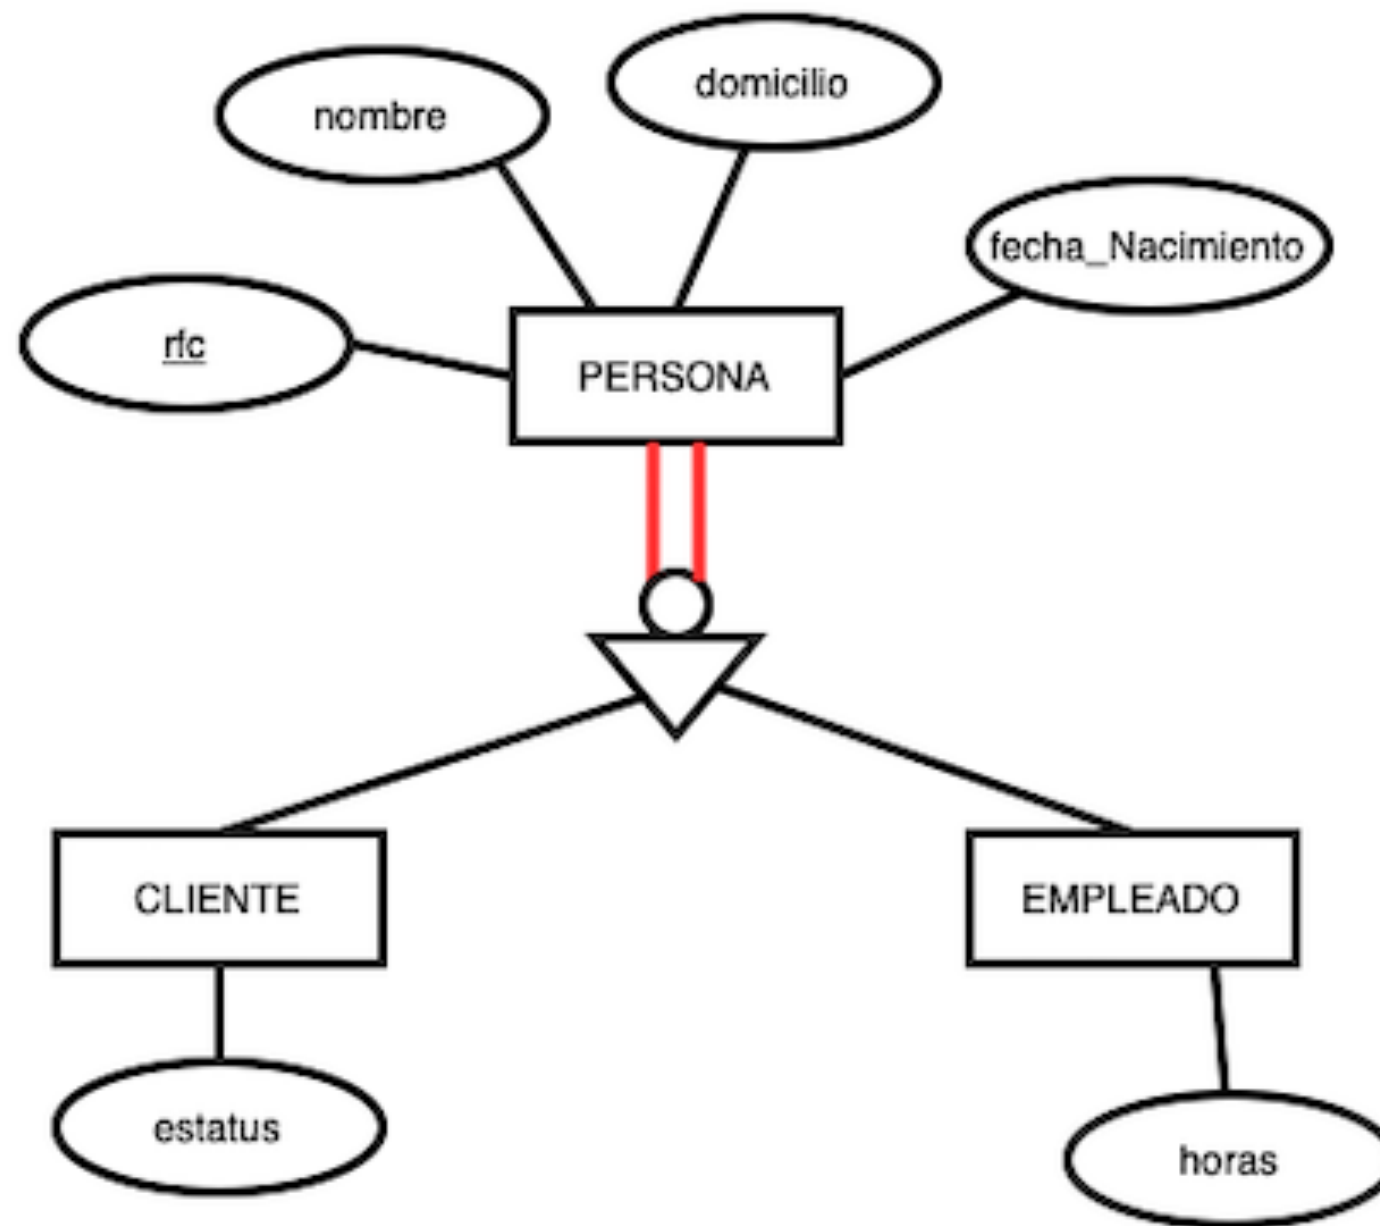 domicilio
nombre
fecha_Nacimiento
rfc
PERSONA
CLIENTE
EMPLEADO
estatus
horas